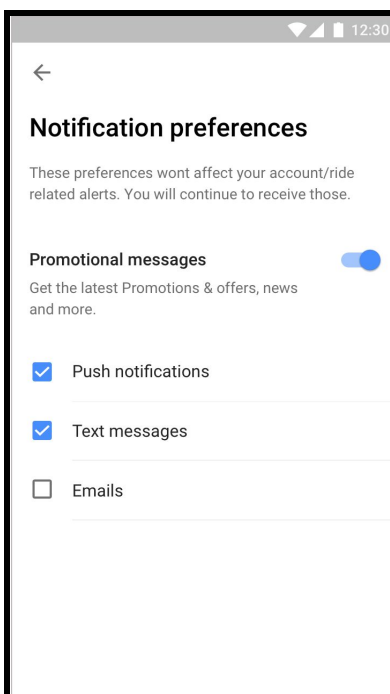 12:30
Notification preferences
These preferences wont affect your account/ride
related alerts. You will continue to receive those.
Promotional messages
Get the latest Promotions & offers, news
and more.
Push notifications
Text messages
Emails